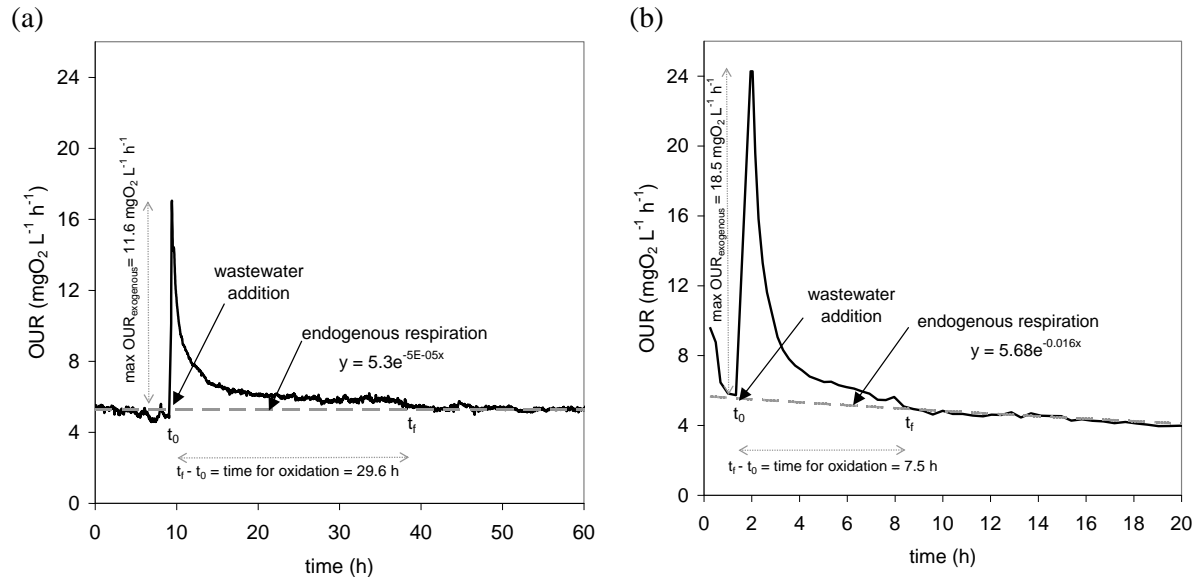 (a)
OUR (mgO₂ L⁻¹ h⁻¹)
24
20
16
12
8
4
0
max OURₑₓₒgₑₙₒᵤₛ= 11.6 mgO₂ L⁻¹ h⁻¹
wastewater
addition
endogenous respiration
y = 5.3e^(-5E-05x)
t₀
t_f
t_f - t₀ = time for oxidation = 29.6 h
0 10 20 30 40 50 60
time (h)
(b)
OUR (mgO₂ L⁻¹ h⁻¹)
24
20
16
12
8
4
0
max OURₑₓₒgₑₙₒᵤₛ = 18.5 mgO₂ L⁻¹ h⁻¹
wastewater
addition
endogenous respiration
y = 5.68e^(-0.016x)
t₀
t_f
t_f - t₀ = time for oxidation = 7.5 h
0 2 4 6 8 10 12 14 16 18 20
time (h)